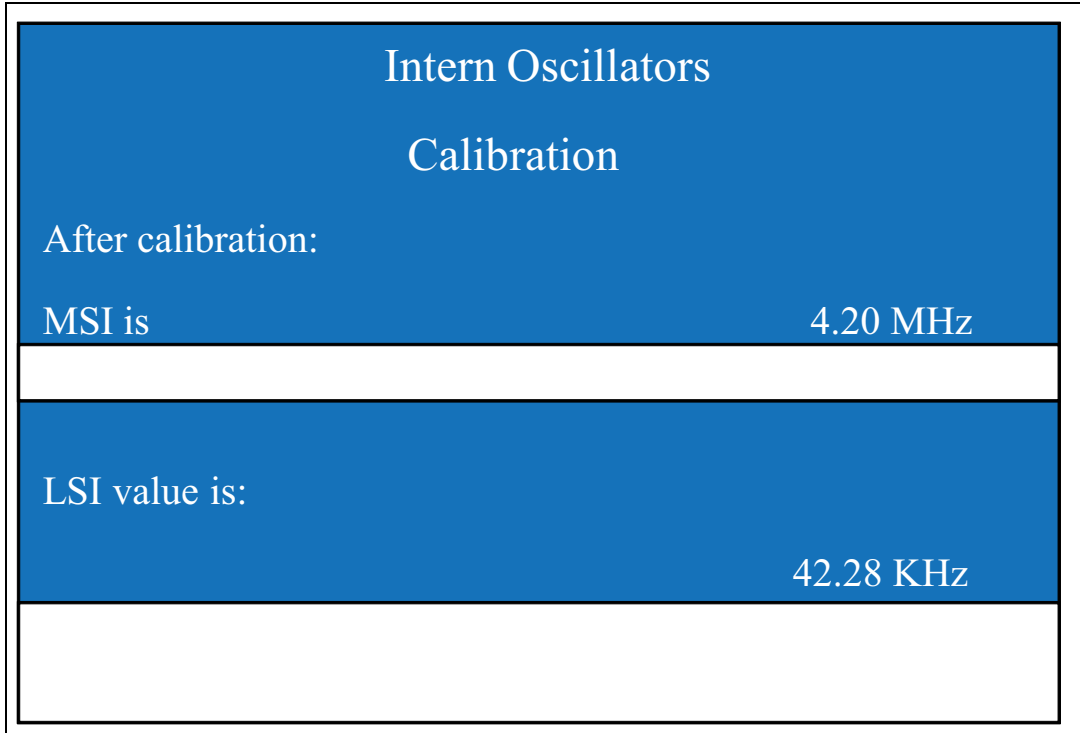 Intern Oscillators
Calibration
After calibration:
MSI is 4.20 MHz
LSI value is:
42.28 KHz